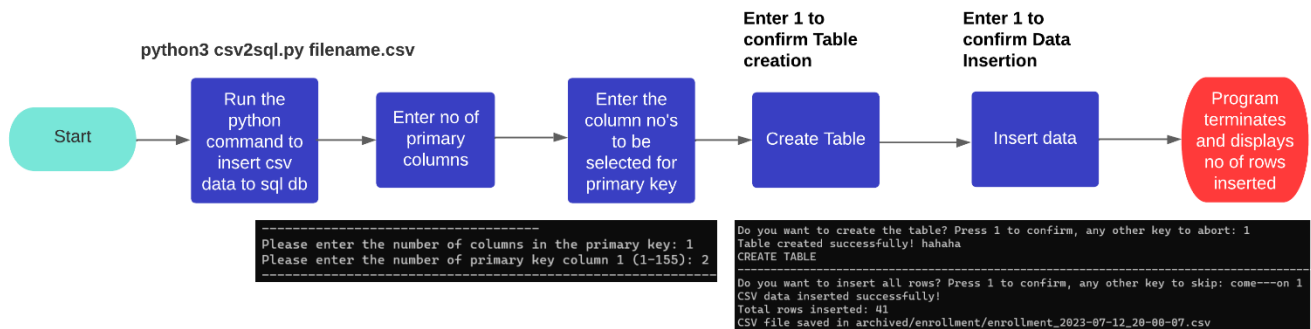 python3 csv2sql.py filename.csv
Enter 1 to
confirm Table
creation
Enter 1 to
confirm Data
Insertion
Start
Run the
python
command to
insert csv
data to sql db
Enter no of
primary
columns
Enter the
column no's
to be
selected for
primary key
Create Table
Insert data
Program
terminates
and displays
no of rows
inserted
------------------------------------
Please enter the number of columns in the primary key: 1
Please enter the number of primary key column 1 (1-155): 2
-----------------------------------------------------------
Do you want to create the table? Press 1 to confirm, any other key to abort: 1
Table created successfully! hahaha
CREATE TABLE
--------------------------------------------------------------------------------
Do you want to insert all rows? Press 1 to confirm, any other key to skip: come---on 1
CSV data inserted successfully!
Total rows inserted: 41
CSV file saved in archived/enrollment/enrollment_2023-07-12_20-00-07.csv